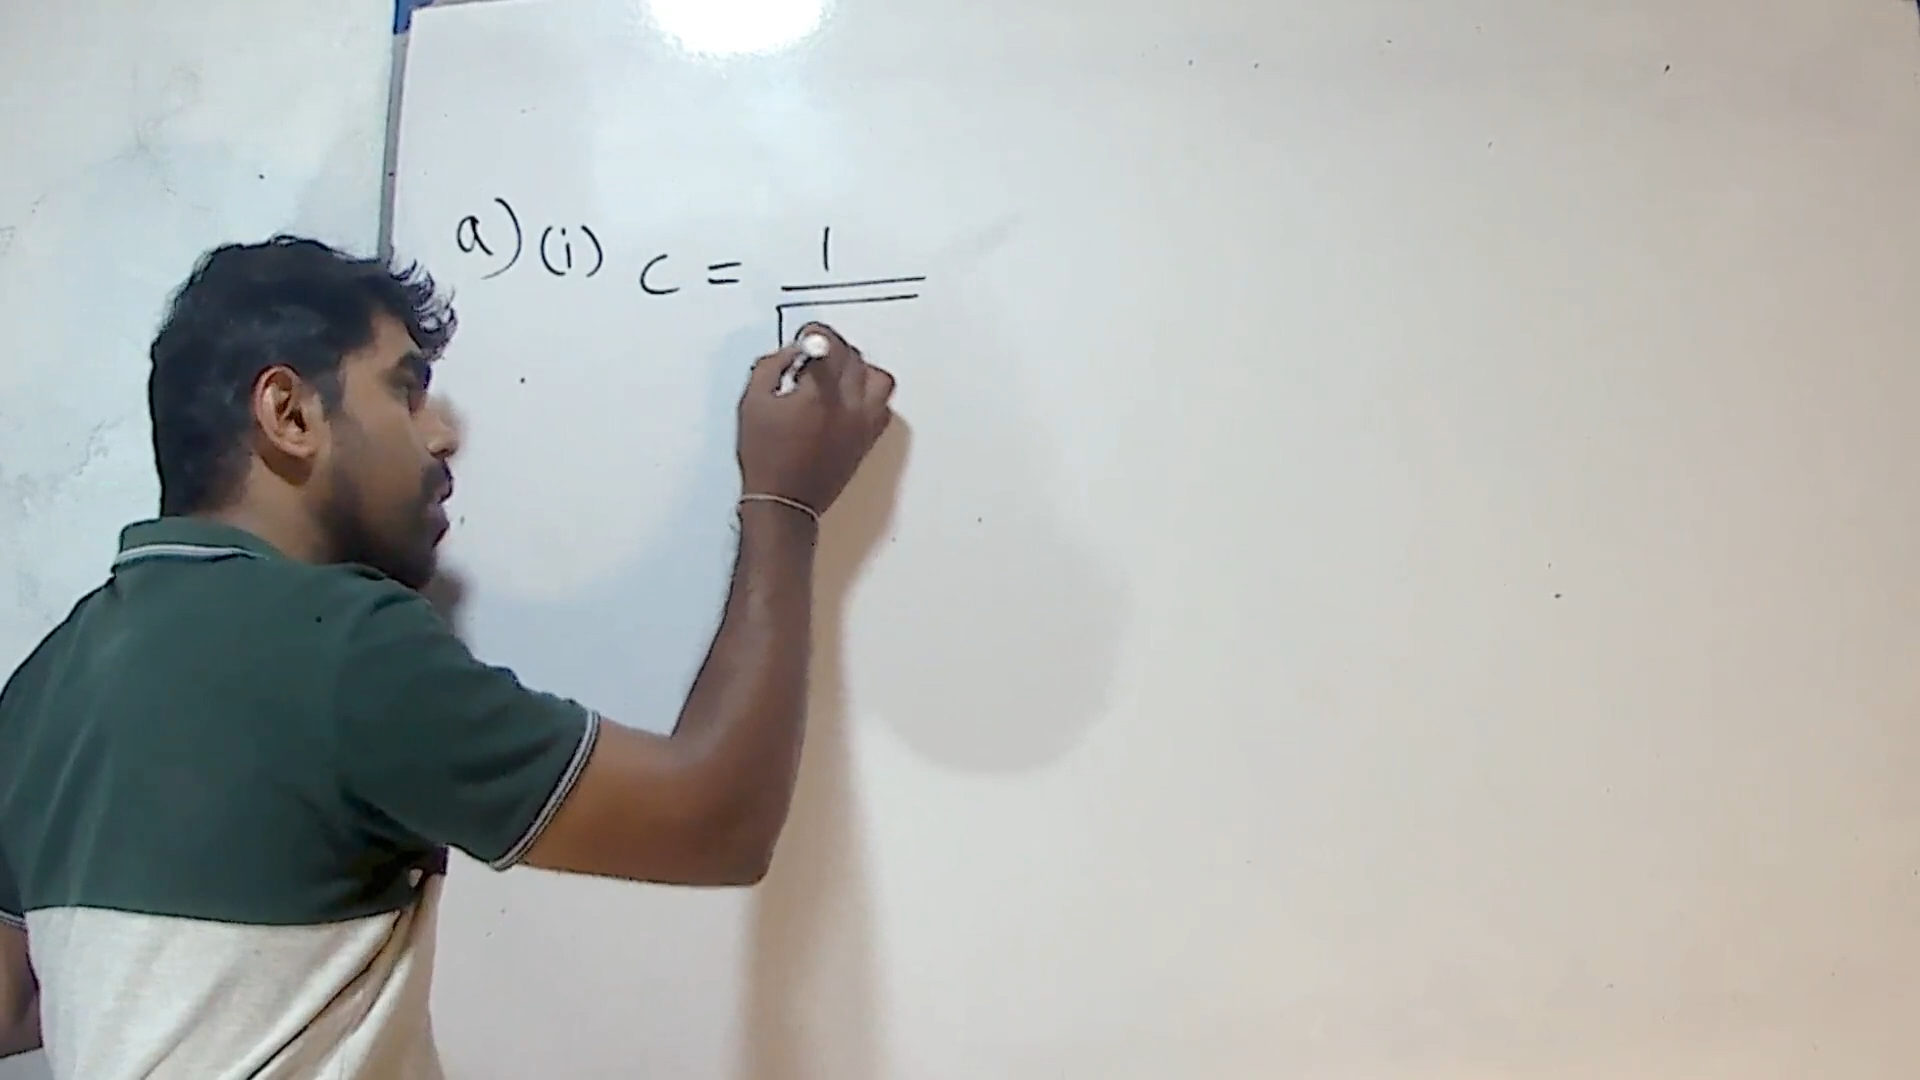 a) (i) c = 1 / √